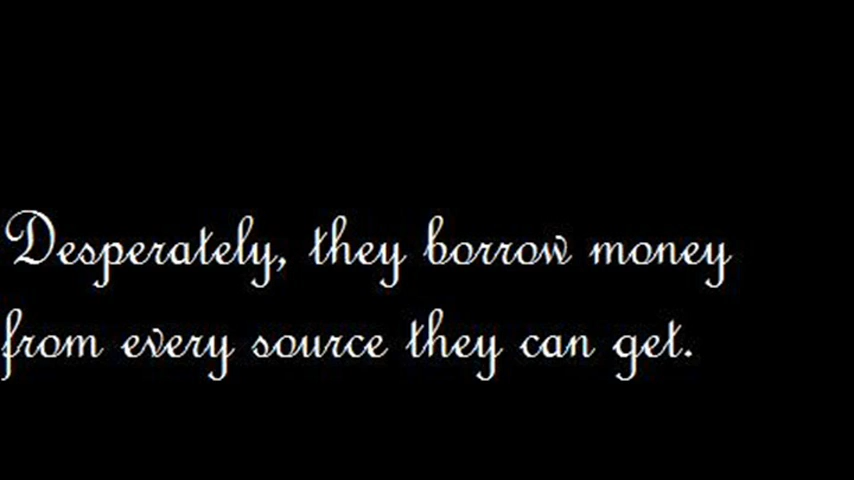 Desperately, they borrow money
from every source they can get.